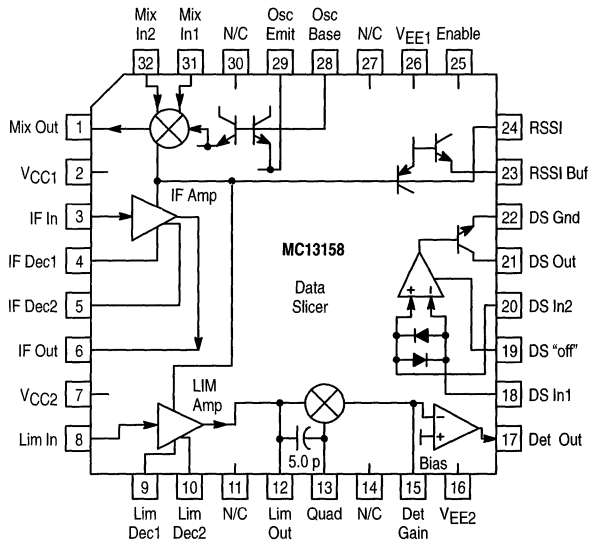 Mix In2
Mix In1
N/C
Osc Emit
Osc Base
N/C
VEE1
Enable
32
31
30
29
28
27
26
25
Mix Out
1
24
RSSI
VCC1
2
23
RSSI Buf
IF Amp
IF In
3
22
DS Gnd
MC13158
IF Dec1
4
21
DS Out
Data
Slicer
+
–
IF Dec2
5
20
DS In2
IF Out
6
19
DS "off"
LIM
Amp
VCC2
7
18
DS In1
Lim In
8
–
+
17
Det Out
5.0 p
Bias
9
10
11
12
13
14
15
16
Lim Dec1
Lim Dec2
N/C
Lim Out
Quad
N/C
Det Gain
VEE2